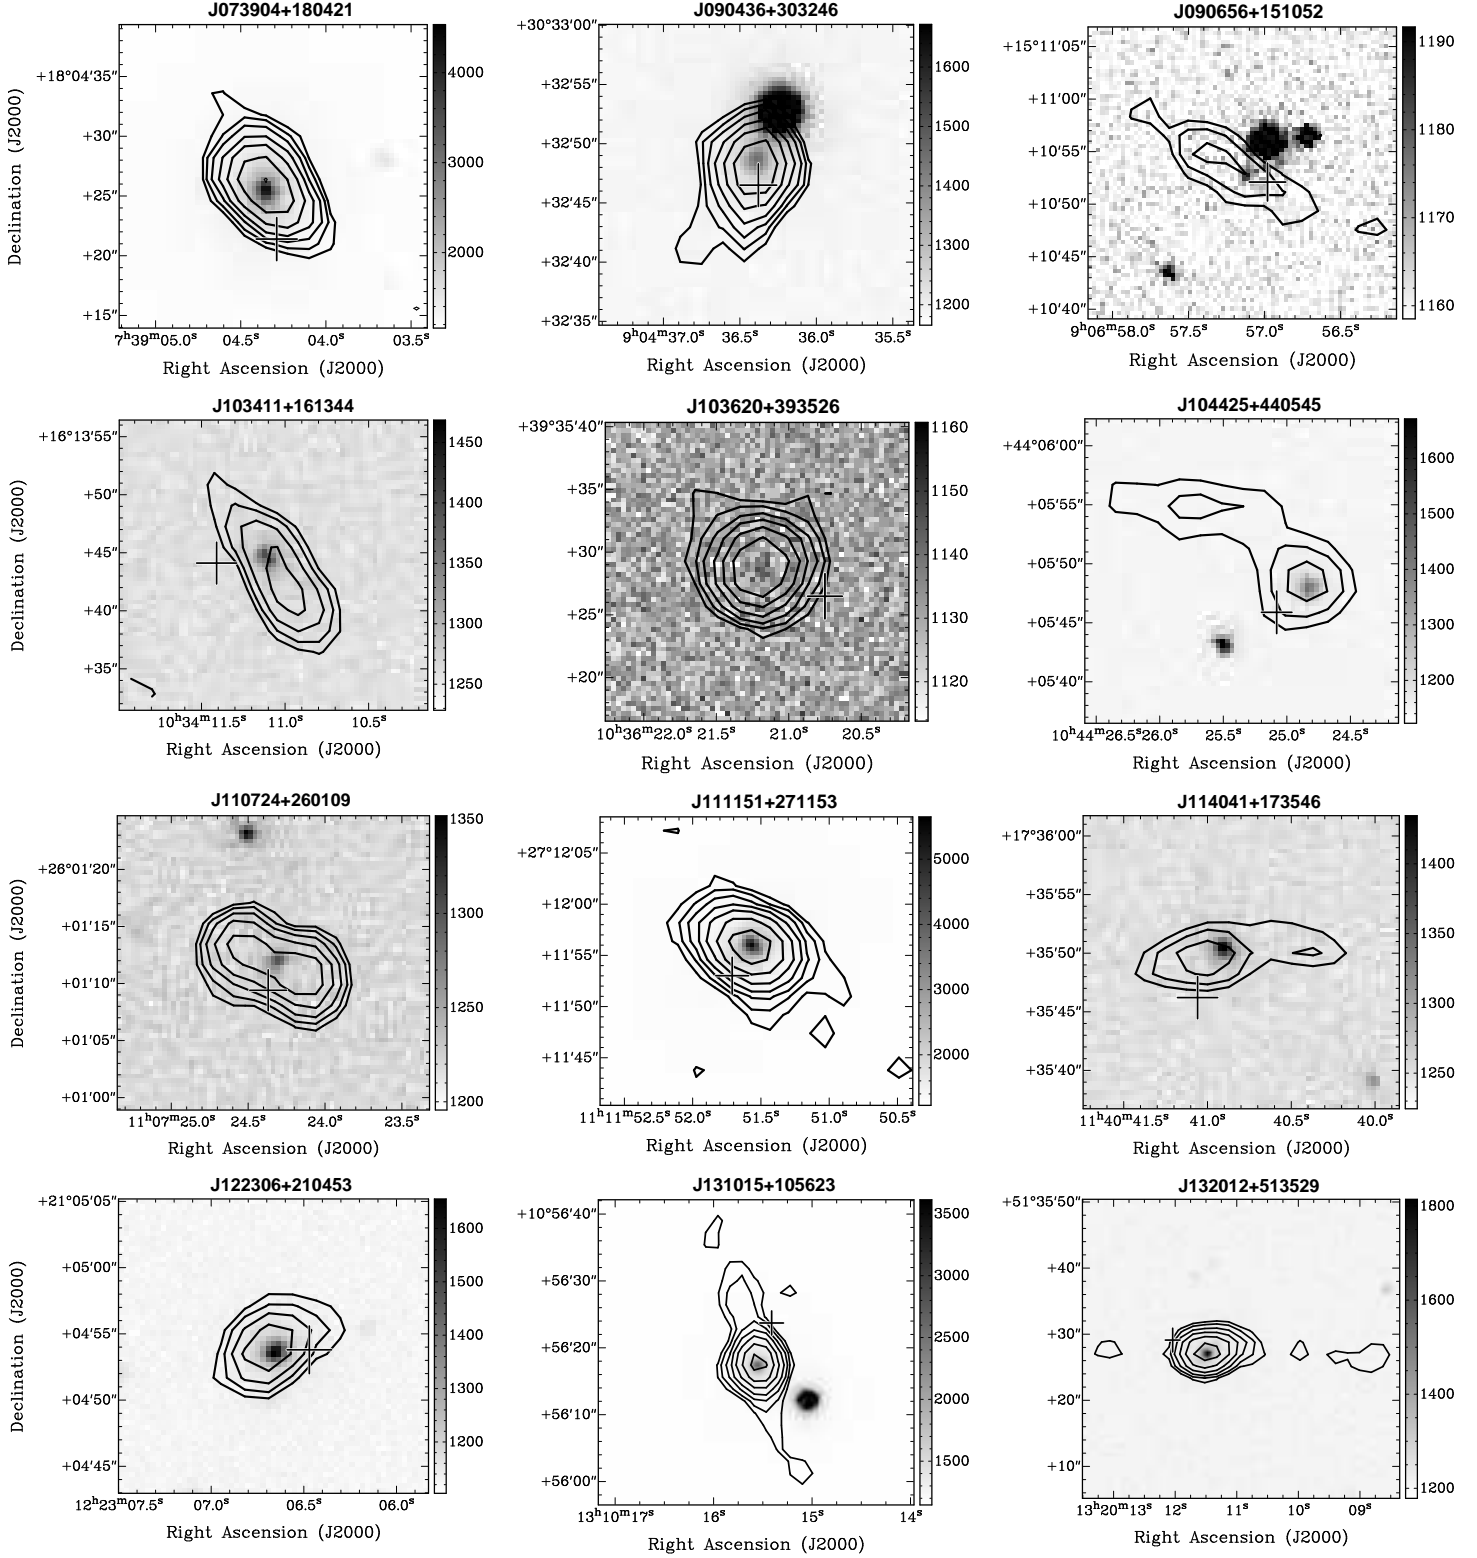 J073904+180421
4000
3000
2000
+18°04′35″
+30″
+25″
+20″
+15″
7ʰ39ᵐ05.0ˢ 04.5ˢ 04.0ˢ 03.5ˢ
Right Ascension (J2000)
Declination (J2000)
J090436+303246
1600
1500
1400
1300
1200
+30°33′00″
+32′55″
+32′50″
+32′45″
+32′40″
+32′35″
9ʰ04ᵐ37.0ˢ 36.5ˢ 36.0ˢ 35.5ˢ
Right Ascension (J2000)
J090656+151052
1190
1180
1170
1160
+15°11′05″
+11′00″
+10′55″
+10′50″
+10′45″
+10′40″
9ʰ06ᵐ58.0ˢ 57.5ˢ 57.0ˢ 56.5ˢ
Right Ascension (J2000)
J103411+161344
1450
1400
1350
1300
1250
+16°13′55″
+50″
+45″
+40″
+35″
10ʰ34ᵐ11.5ˢ 11.0ˢ 10.5ˢ
Right Ascension (J2000)
Declination (J2000)
J103620+393526
1160
1150
1140
1130
1120
+39°35′40″
+35″
+30″
+25″
+20″
10ʰ36ᵐ22.0ˢ 21.5ˢ 21.0ˢ 20.5ˢ
Right Ascension (J2000)
J104425+440545
1600
1500
1400
1300
1200
+44°06′00″
+05′55″
+05′50″
+05′45″
+05′40″
10ʰ44ᵐ26.5ˢ26.0ˢ 25.5ˢ 25.0ˢ 24.5ˢ
Right Ascension (J2000)
J110724+260109
1350
1300
1250
1200
+26°01′20″
+01′15″
+01′10″
+01′05″
+01′00″
11ʰ07ᵐ25.0ˢ 24.5ˢ 24.0ˢ 23.5ˢ
Right Ascension (J2000)
Declination (J2000)
J111151+271153
5000
4000
3000
2000
+27°12′05″
+12′00″
+11′55″
+11′50″
+11′45″
11ʰ11ᵐ52.5ˢ 52.0ˢ 51.5ˢ 51.0ˢ 50.5ˢ
Right Ascension (J2000)
J114041+173546
1400
1350
1300
1250
+17°36′00″
+35′55″
+35′50″
+35′45″
+35′40″
11ʰ40ᵐ41.5ˢ 41.0ˢ 40.5ˢ 40.0ˢ
Right Ascension (J2000)
J122306+210453
1600
1500
1400
1300
1200
+21°05′05″
+05′00″
+04′55″
+04′50″
+04′45″
12ʰ23ᵐ07.5ˢ 07.0ˢ 06.5ˢ 06.0ˢ
Right Ascension (J2000)
Declination (J2000)
J131015+105623
3500
3000
2500
2000
1500
+10°56′40″
+56′30″
+56′20″
+56′10″
+56′00″
13ʰ10ᵐ17ˢ 16ˢ 15ˢ 14ˢ
Right Ascension (J2000)
J132012+513529
1800
1600
1400
1200
+51°35′50″
+40″
+30″
+20″
+10″
13ʰ20ᵐ13ˢ 12ˢ 11ˢ 10ˢ 09ˢ
Right Ascension (J2000)